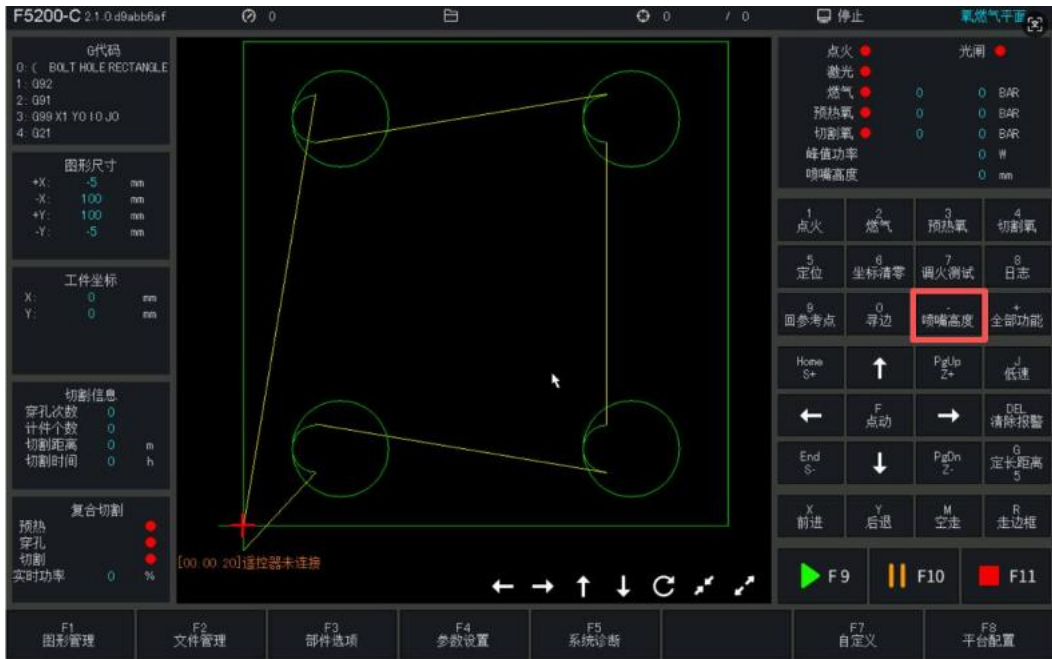 F5200-C 2.1.0.d9abb6af 0 0 / 0 停止 氧燃气平面
G代码
0: ( BOLT HOLE RECTANGLE
1: G92
2: G91
3: G99 X1 Y0 I0 J0
4: G21
图形尺寸
+X: -5 mm
-X: 100 mm
+Y: 100 mm
-Y: -5 mm
工件坐标
X: 0 mm
Y: 0 mm
切割信息
穿孔次数 0
计件个数 0
切割距离 0 m
切割时间 0 h
复合切割
预热
穿孔
切割
实时功率 0 %
[00.00.20]遥控器未连接
点火 光闸
激光
燃气 0 0 BAR
预热氧 0 0 BAR
切割氧 0 0 BAR
峰值功率 0 W
喷嘴高度 0 mm
1 2 3 4
点火 燃气 预热氧 切割氧
5 6 7 8
定位 坐标清零 调火测试 日志
9 0 - +
回参考点 寻边 喷嘴高度 全部功能
Home PgUp J
S+ Z+ 低速
F DEL
点动 清除报警
End PgDn G
S- Z- 定长距离
5
X Y M R
前进 后退 空走 走边框
F9 F10 F11
F1 F2 F3 F4 F5 F7 F8
图形管理 文件管理 部件选项 参数设置 系统诊断 自定义 平台配置